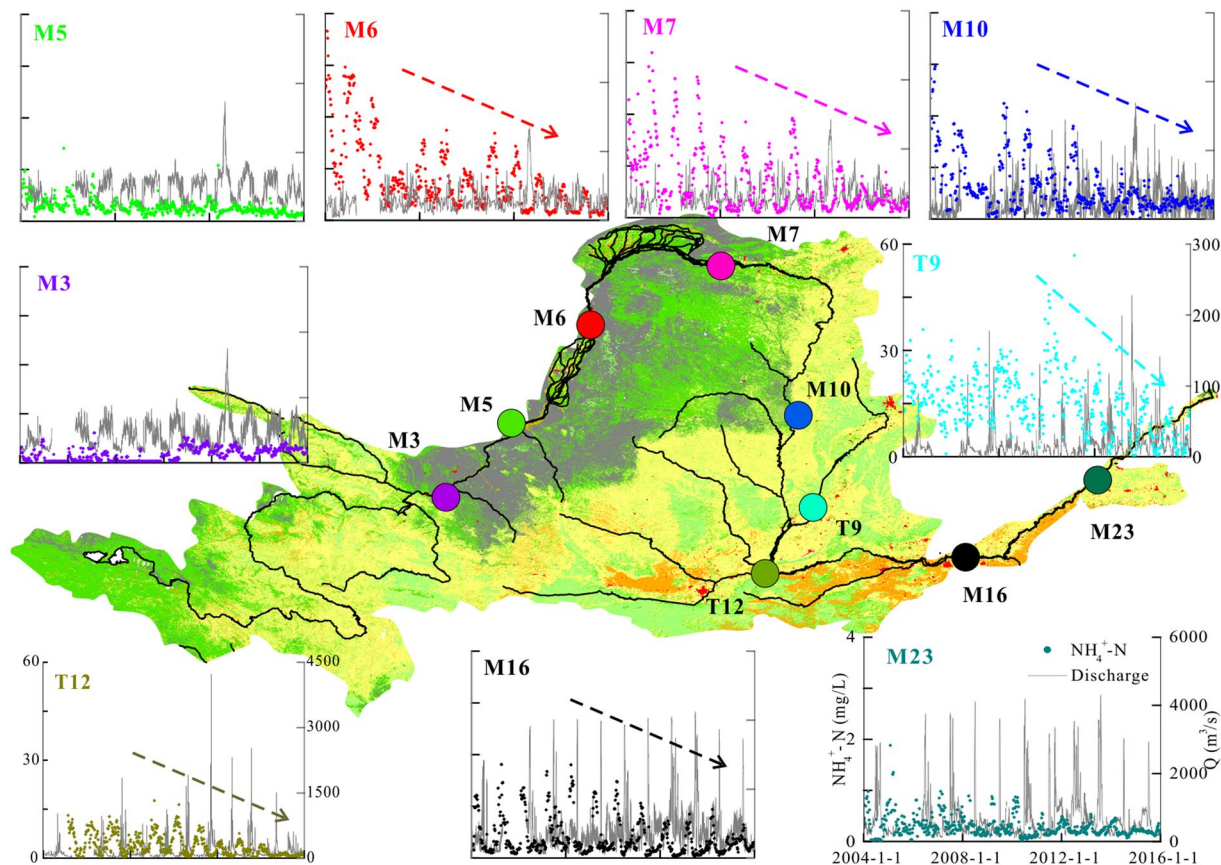 M5
M6
M7
M10
M3
M7
60
T9
300
M6
200
30
M5
M10
100
M3
0
0
T9
M23
T12
M16
60
T12
4500
M16
4
M23
6000
NH₄⁺-N
Discharge
3000
NH₄⁺-N (mg/L)
4000
Q (m³/s)
30
2
1500
2000
0
0
0
0
2004-1-1
2008-1-1
2012-1-1
2016-1-1